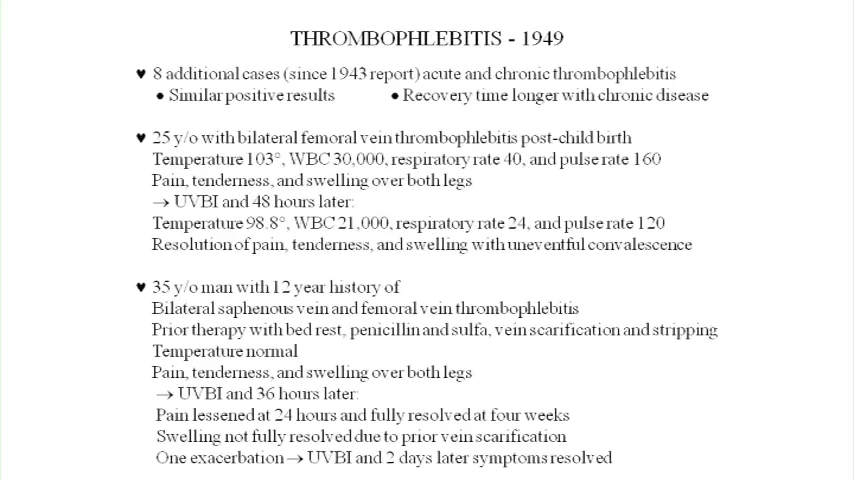 THROMBOPHLEBITIS - 1949
♥ 8 additional cases (since 1943 report) acute and chronic thrombophlebitis
● Similar positive results ● Recovery time longer with chronic disease
♥ 25 y/o with bilateral femoral vein thrombophlebitis post-child birth
Temperature 103°, WBC 30,000, respiratory rate 40, and pulse rate 160
Pain, tenderness, and swelling over both legs
→ UVBI and 48 hours later:
Temperature 98.8°, WBC 21,000, respiratory rate 24, and pulse rate 120
Resolution of pain, tenderness, and swelling with uneventful convalescence
♥ 35 y/o man with 12 year history of
Bilateral saphenous vein and femoral vein thrombophlebitis
Prior therapy with bed rest, penicillin and sulfa, vein scarification and stripping
Temperature normal
Pain, tenderness, and swelling over both legs
→ UVBI and 36 hours later:
Pain lessened at 24 hours and fully resolved at four weeks
Swelling not fully resolved due to prior vein scarification
One exacerbation → UVBI and 2 days later symptoms resolved